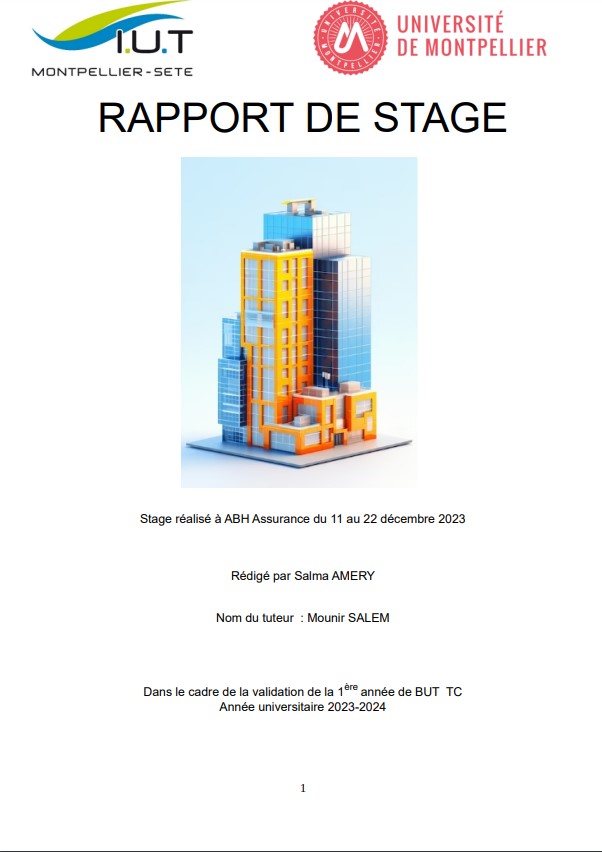 I.U.T
MONTPELLIER-SETE
UNIVERSITÉ
DE MONTPELLIER
UNIVERSITÉ
MONTPELLIER
RAPPORT DE STAGE
Stage réalisé à ABH Assurance du 11 au 22 décembre 2023
Rédigé par Salma AMERY
Nom du tuteur  : Mounir SALEM
Dans le cadre de la validation de la 1ère année de BUT  TC
Année universitaire 2023-2024
1